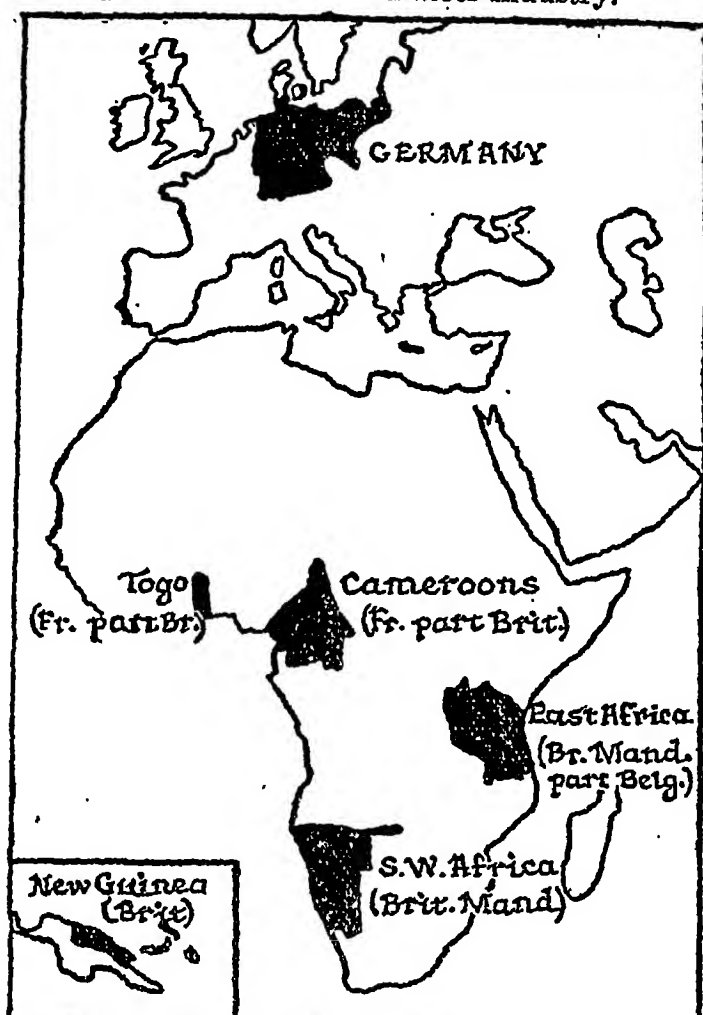 industry.
GERMANY
Togo
(Fr. part Br.)
Cameroons
(Fr. part Brit.)
East Africa
(Br. Mand.
part Belg.)
S.W. Africa
(Brit. Mand)
New Guinea
(Brit)